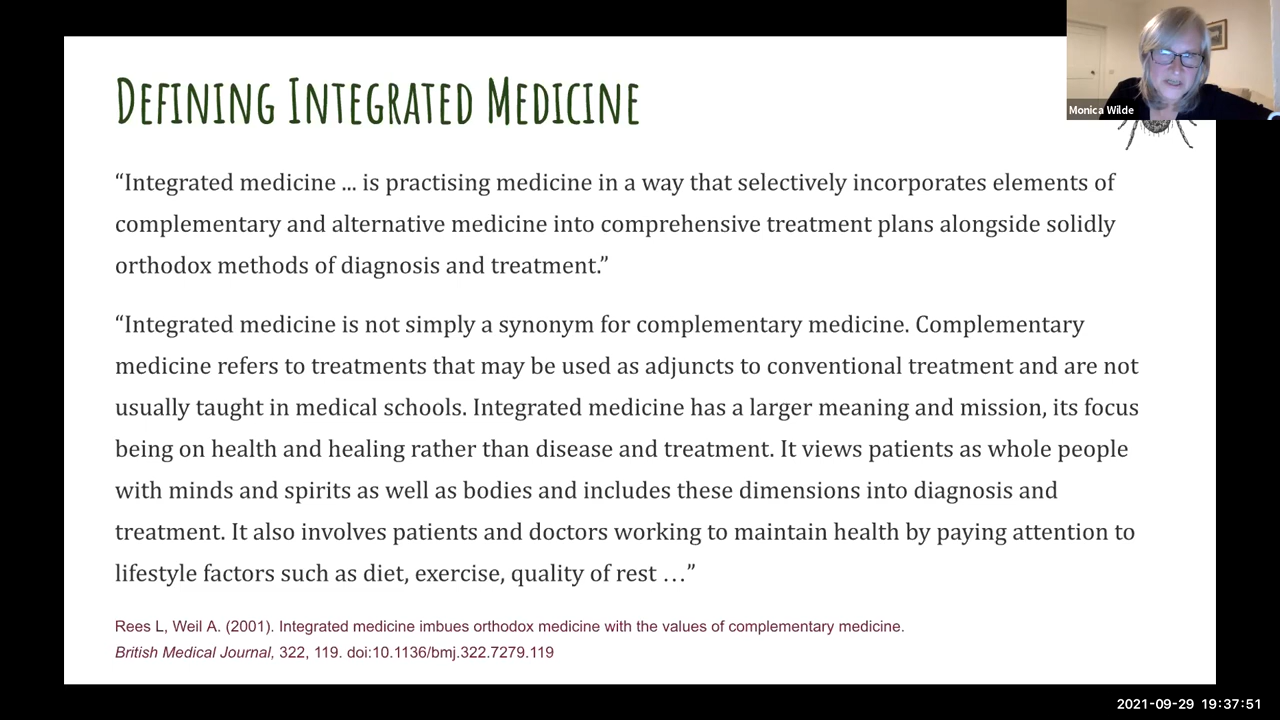 Defining Integrated Medicine
Monica Wilde
“Integrated medicine ... is practising medicine in a way that selectively incorporates elements of
complementary and alternative medicine into comprehensive treatment plans alongside solidly
orthodox methods of diagnosis and treatment.”
“Integrated medicine is not simply a synonym for complementary medicine. Complementary
medicine refers to treatments that may be used as adjuncts to conventional treatment and are not
usually taught in medical schools. Integrated medicine has a larger meaning and mission, its focus
being on health and healing rather than disease and treatment. It views patients as whole people
with minds and spirits as well as bodies and includes these dimensions into diagnosis and
treatment. It also involves patients and doctors working to maintain health by paying attention to
lifestyle factors such as diet, exercise, quality of rest …”
Rees L, Weil A. (2001). Integrated medicine imbues orthodox medicine with the values of complementary medicine.
British Medical Journal, 322, 119. doi:10.1136/bmj.322.7279.119
2021-09-29 19:37:51